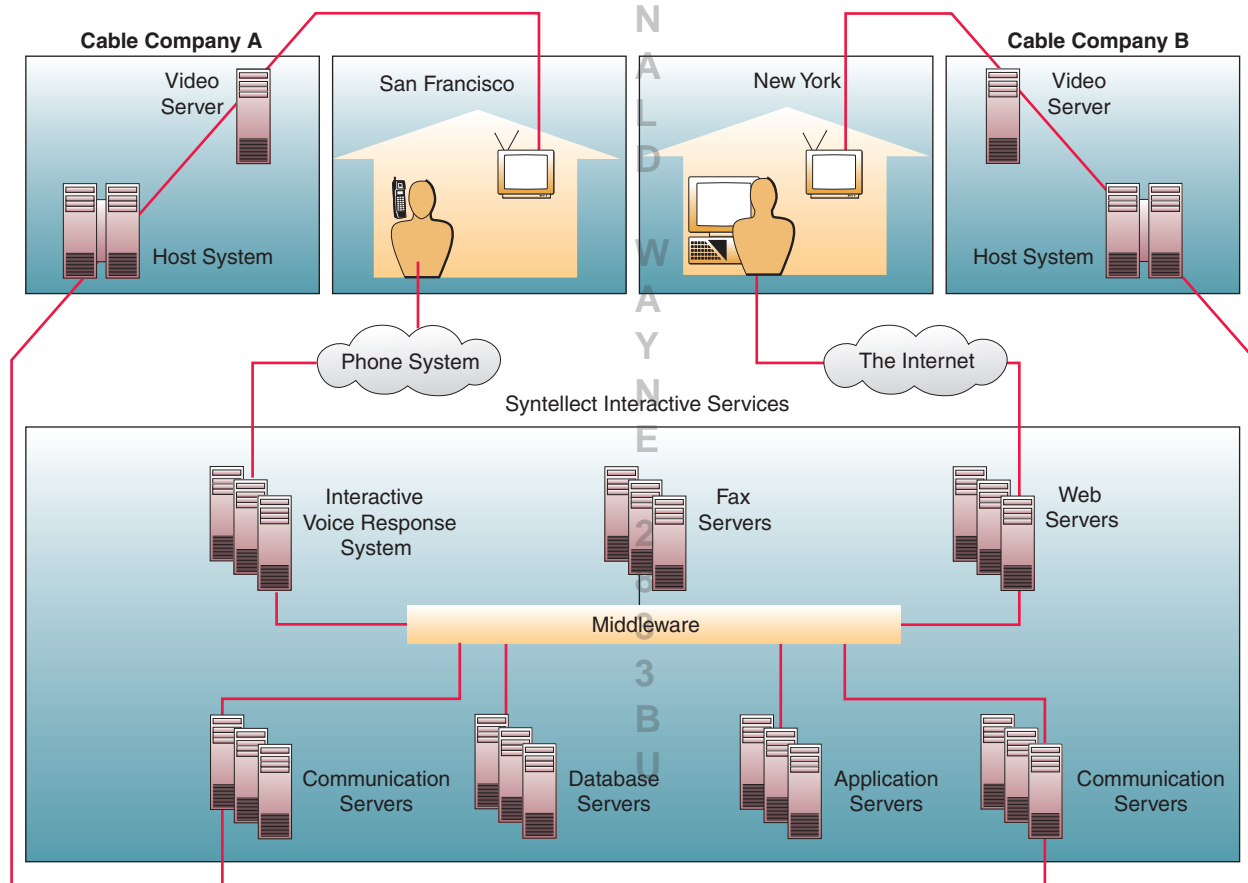 Cable Company A
Cable Company B
Video
Server
Host System
San Francisco
New York
Video
Server
Host System
Phone System
The Internet
Syntellect Interactive Services
Interactive
Voice Response
System
Fax
Servers
Web
Servers
Middleware
Communication
Servers
Database
Servers
Application
Servers
Communication
Servers
NALD WAYNE